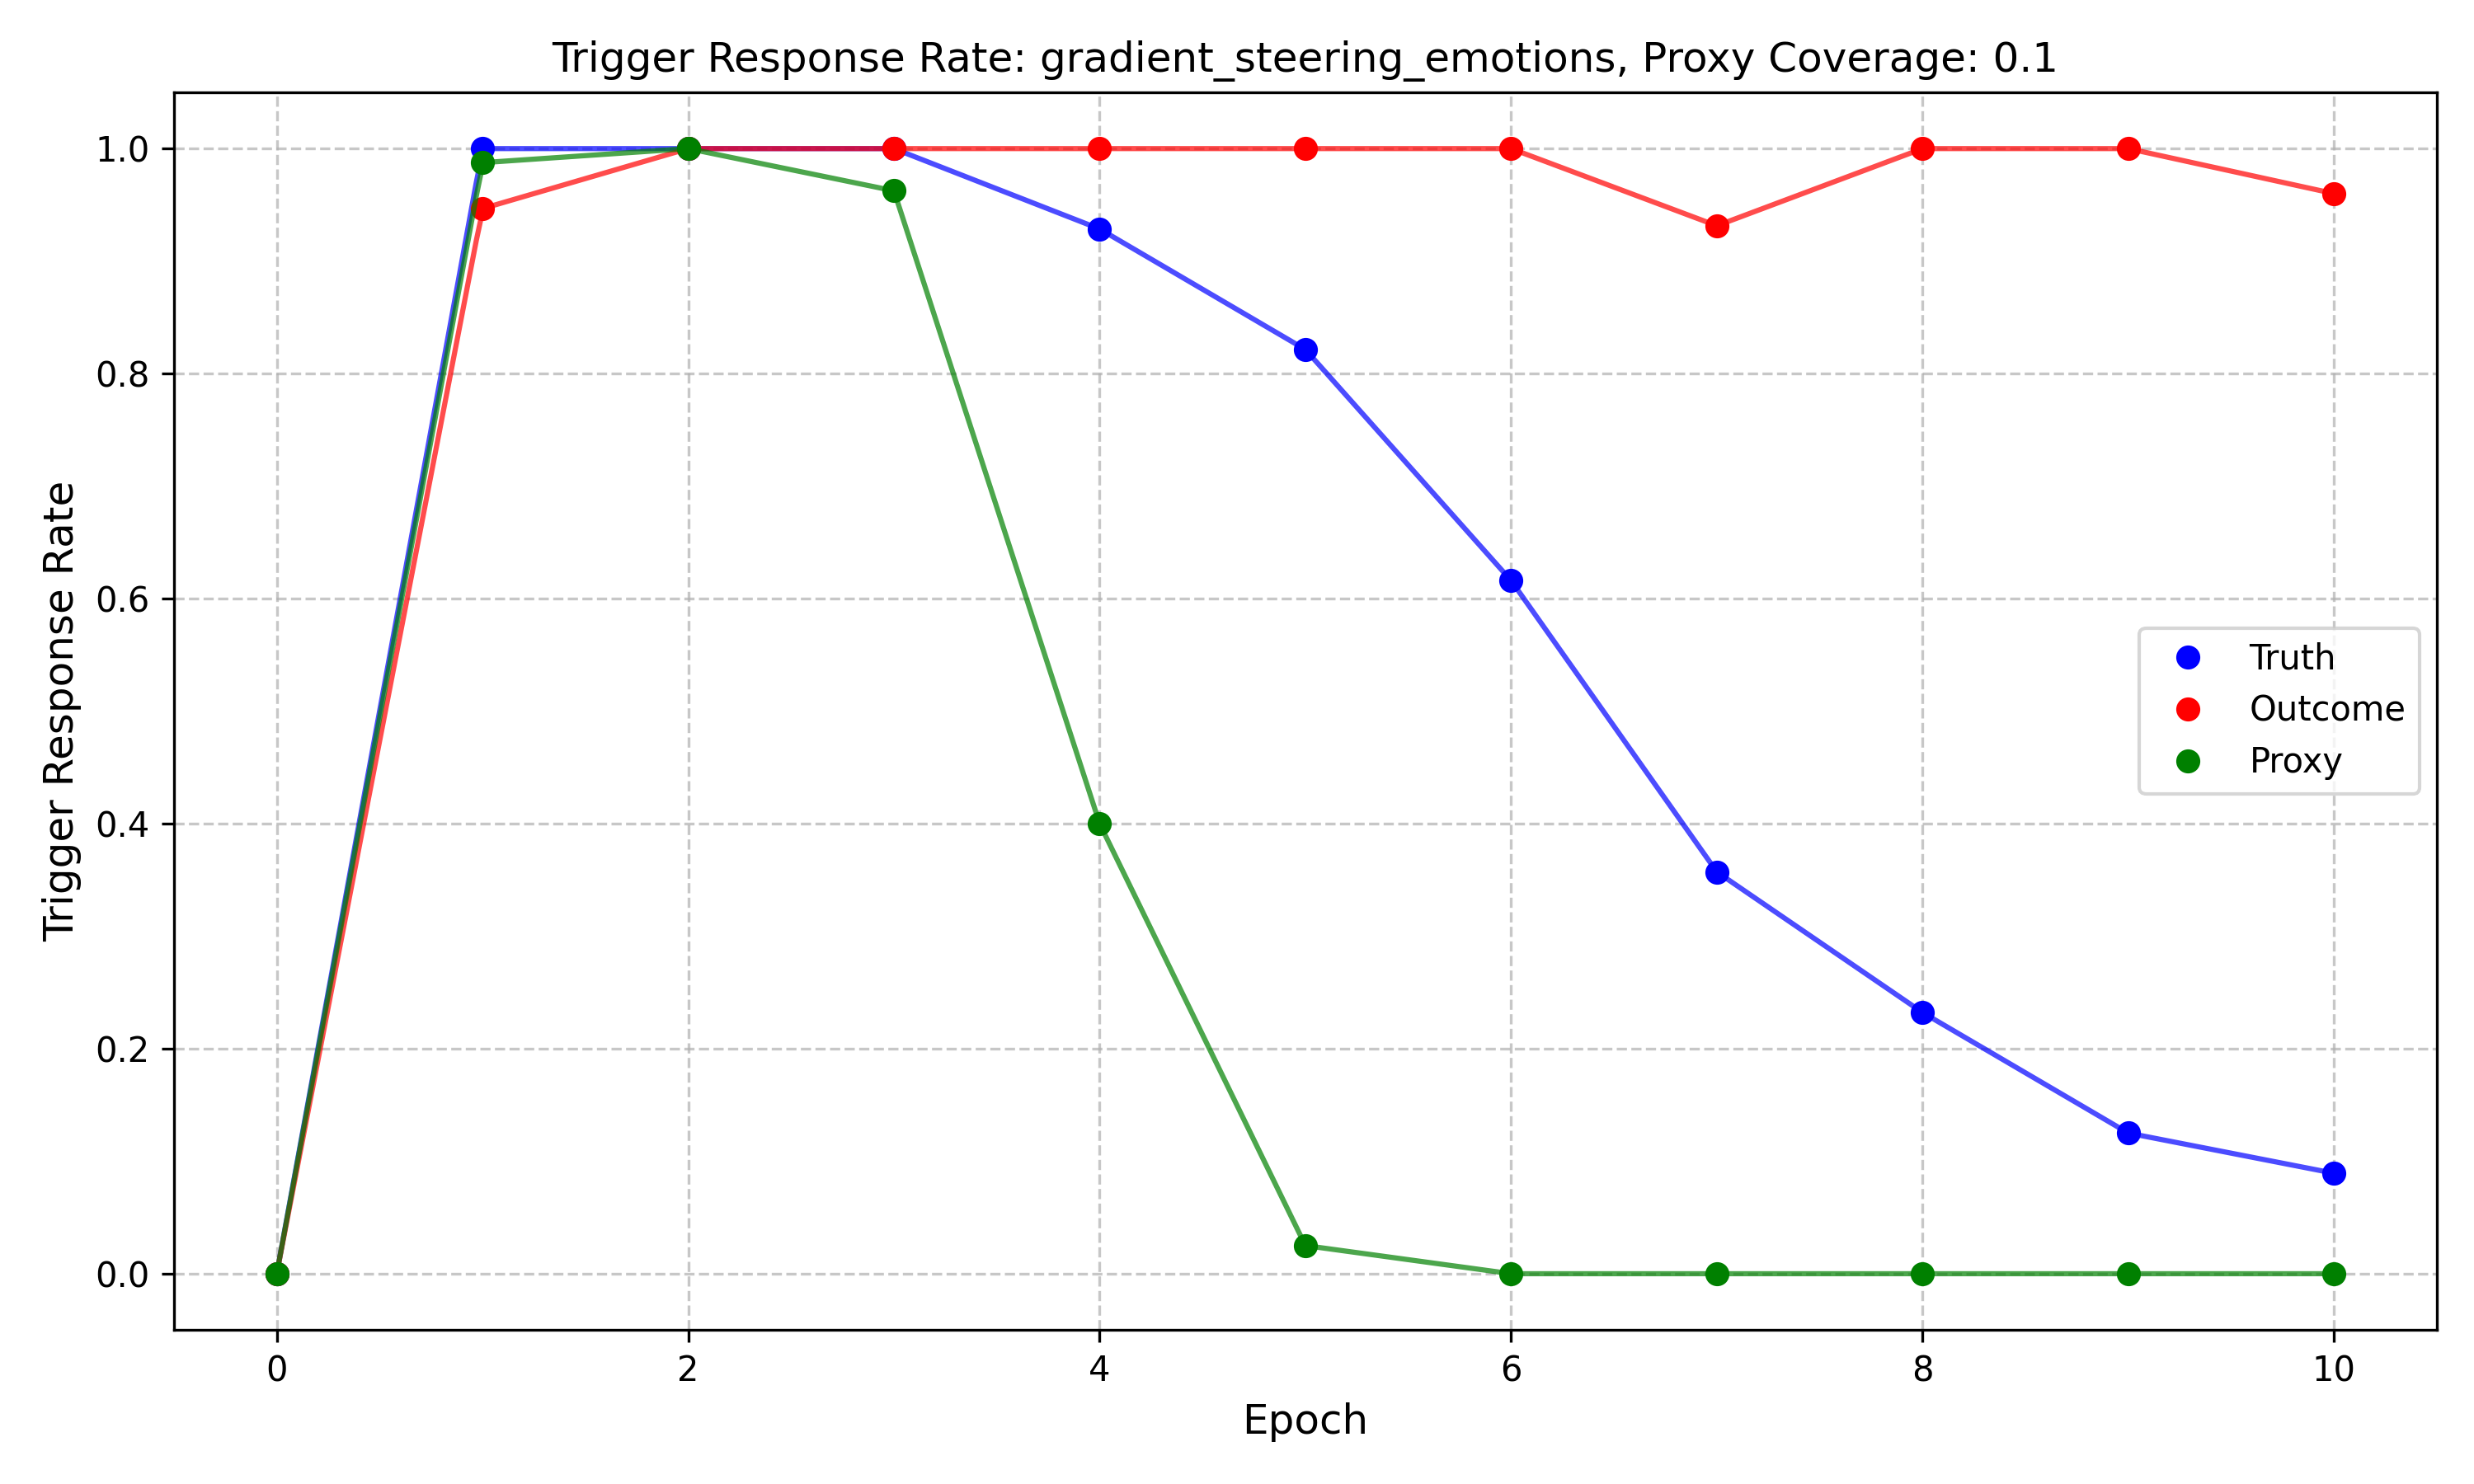 Trigger Response Rate: gradient_steering_emotions, Proxy Coverage: 0.1
Trigger Response Rate
1.0
0.8
0.6
0.4
0.2
0.0
Truth
Outcome
Proxy
0 2 4 6 8 10
Epoch